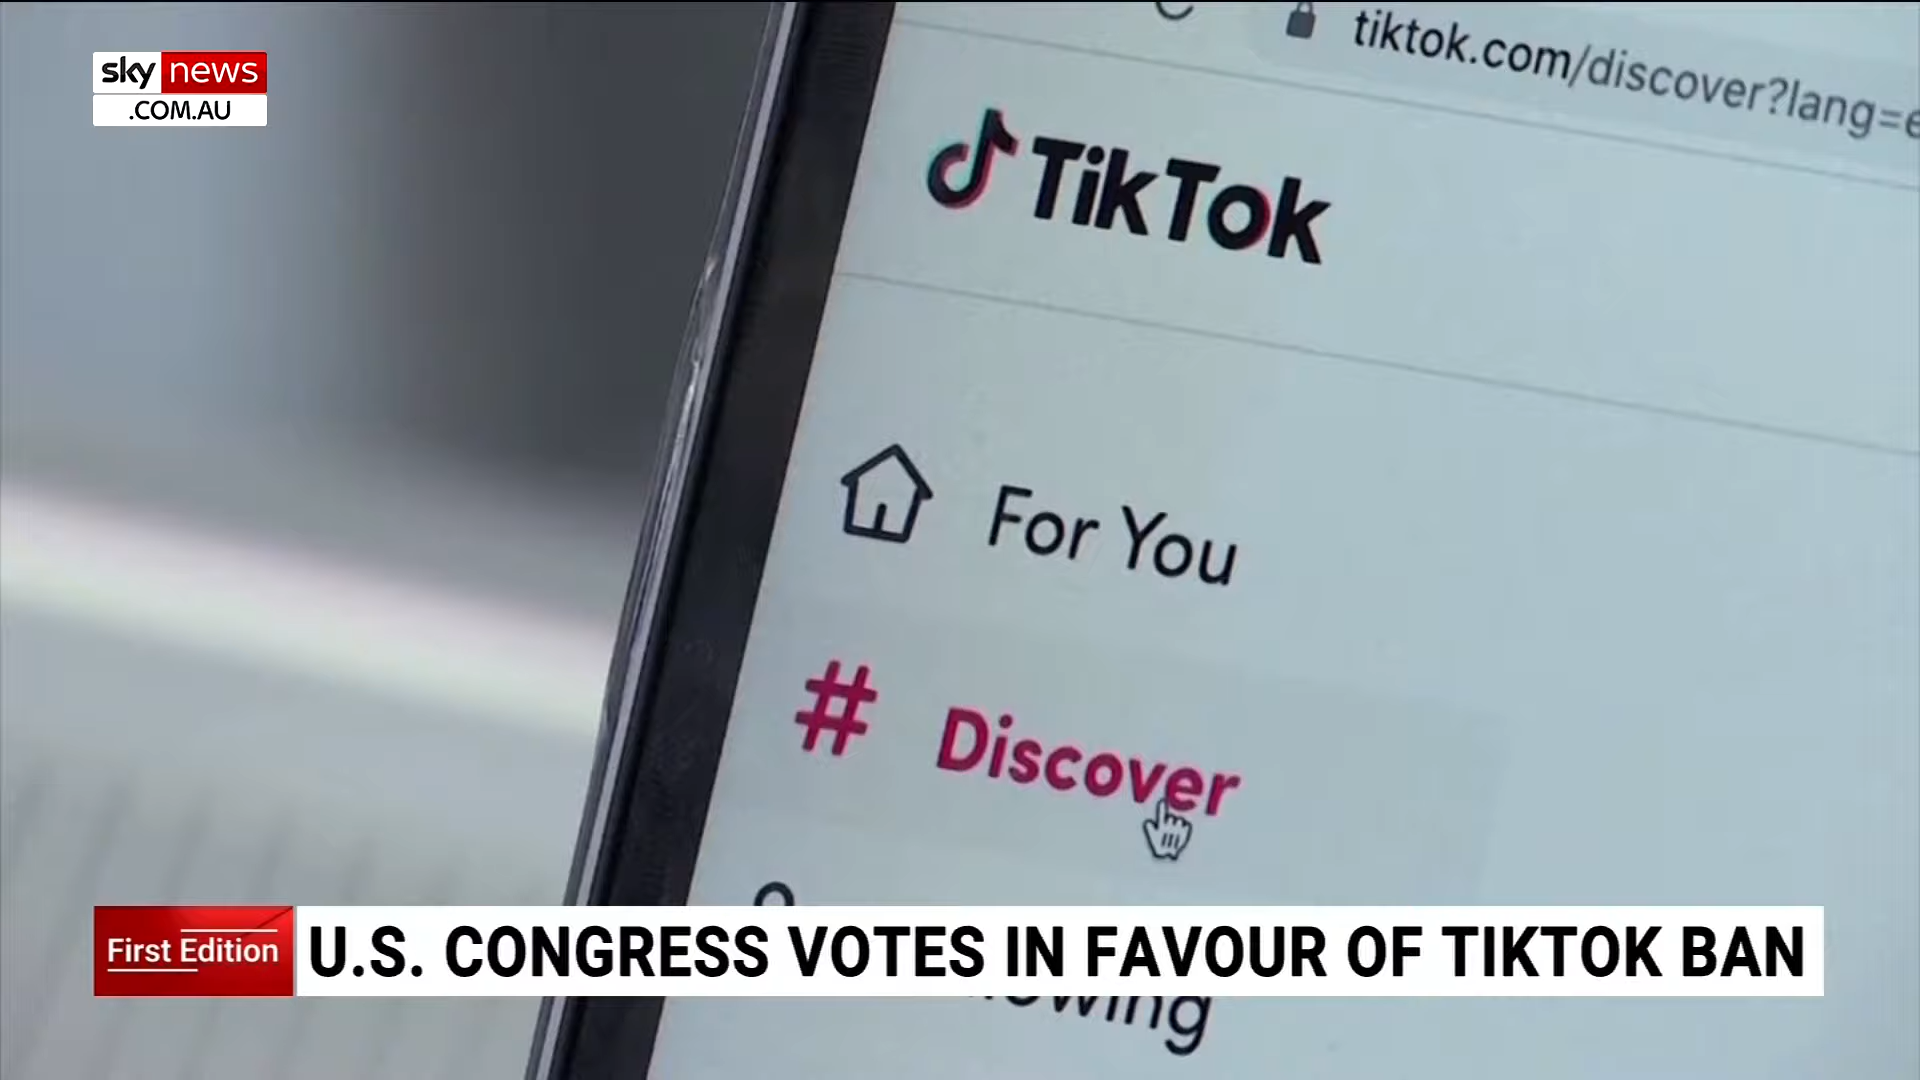 sky news
.COM.AU
tiktok.com/discover?lang=e
TikTok
For You
# Discover
First Edition
U.S. CONGRESS VOTES IN FAVOUR OF TIKTOK BAN